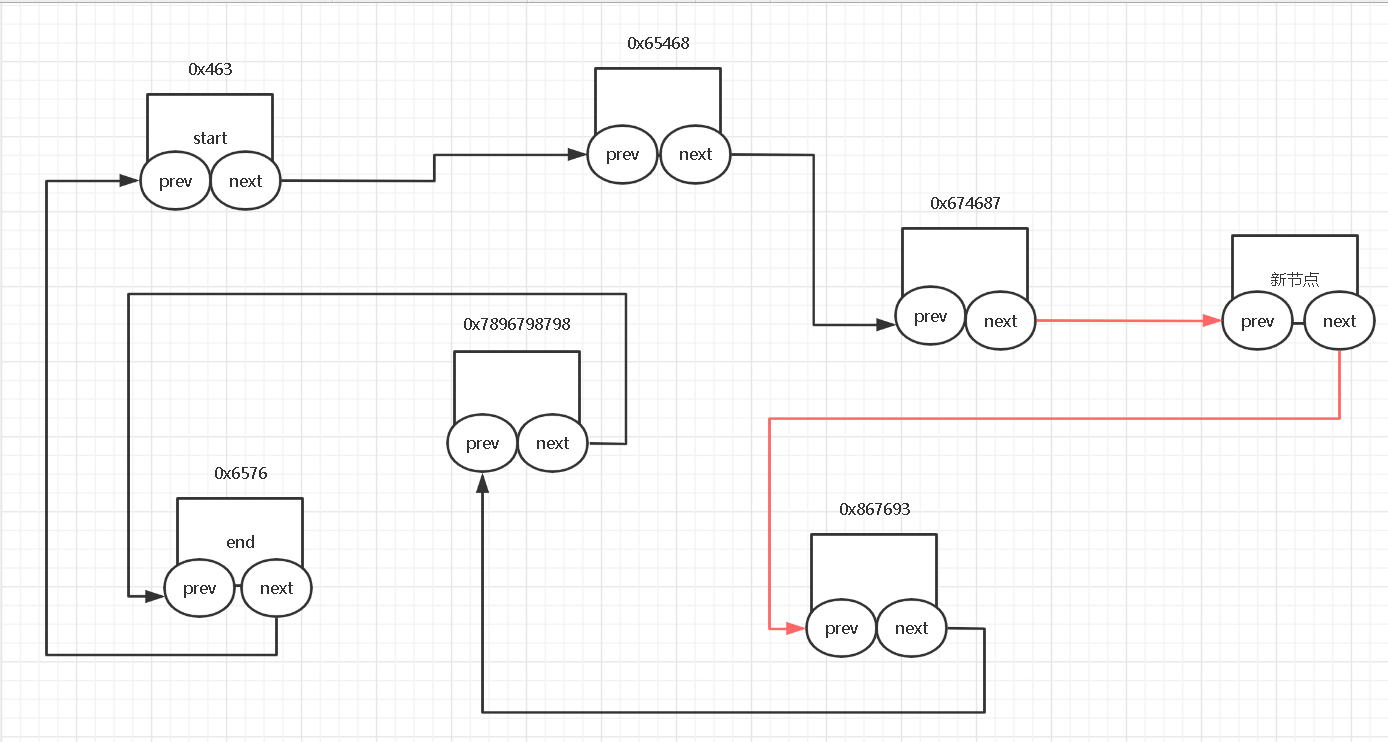 0x65468
0x463
start
prev next
prev next
0x674687
prev next
新节点
prev next
0x7896798798
prev next
0x6576
end
prev next
0x867693
prev next